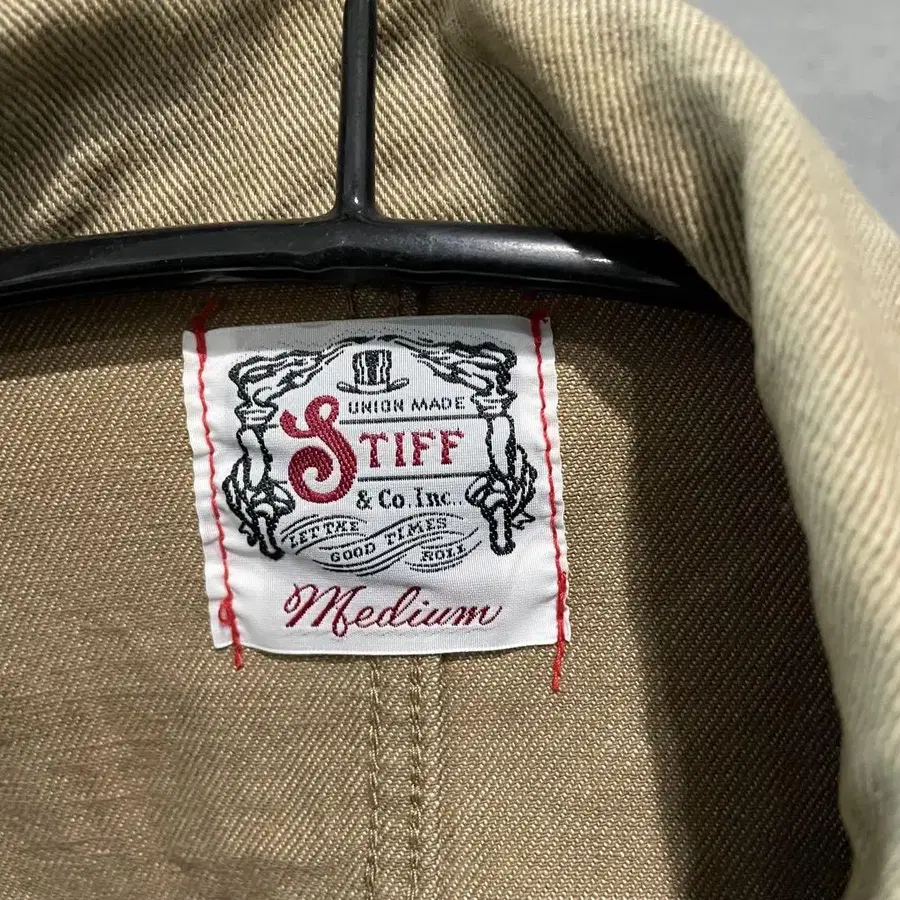 UNION MADE
STIFF
& Co. Inc..
LET THE
GOOD TIMES
ROLL
Medium